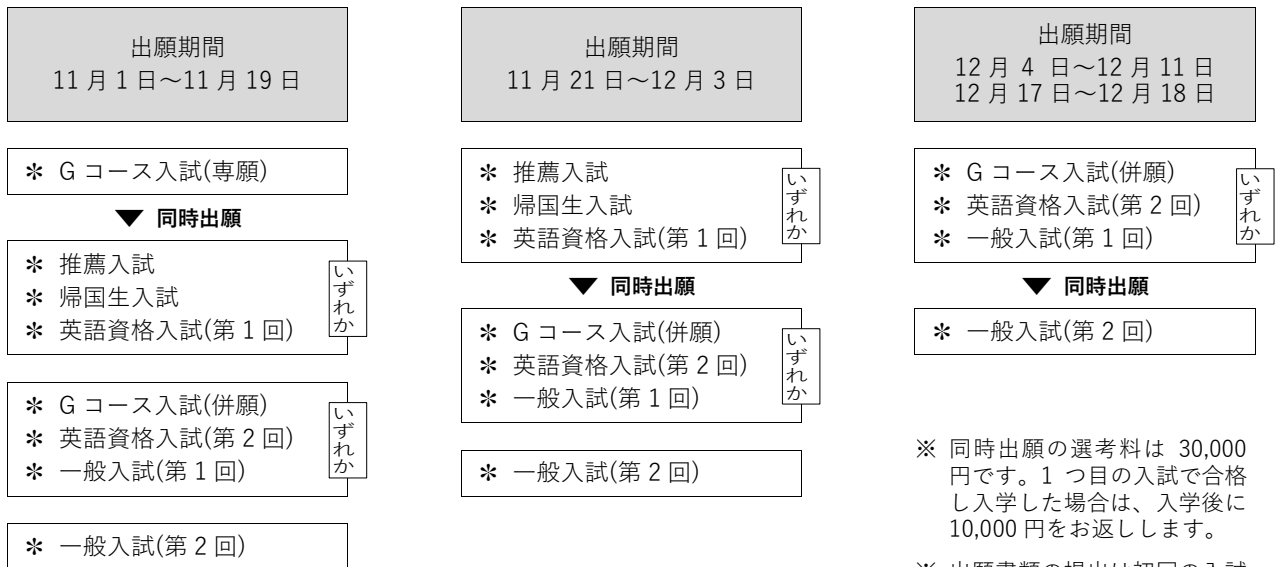 出願期間
11 月 1 日～11 月 19 日
＊ G コース入試(専願)
▼ 同時出願
＊ 推薦入試
＊ 帰国生入試
＊ 英語資格入試(第 1 回)
いずれか
＊ G コース入試(併願)
＊ 英語資格入試(第 2 回)
＊ 一般入試(第 1 回)
いずれか
＊ 一般入試(第 2 回)
出願期間
11 月 21 日～12 月 3 日
＊ 推薦入試
＊ 帰国生入試
＊ 英語資格入試(第 1 回)
いずれか
▼ 同時出願
＊ G コース入試(併願)
＊ 英語資格入試(第 2 回)
＊ 一般入試(第 1 回)
いずれか
＊ 一般入試(第 2 回)
出願期間
12 月 4 日～12 月 11 日
12 月 17 日～12 月 18 日
＊ G コース入試(併願)
＊ 英語資格入試(第 2 回)
＊ 一般入試(第 1 回)
いずれか
▼ 同時出願
＊ 一般入試(第 2 回)
※ 同時出願の選考料は 30,000
円です。1 つ目の入試で合格
し入学した場合は、入学後に
10,000 円をお返しします。
※ 出願書類の提出は初回の入試